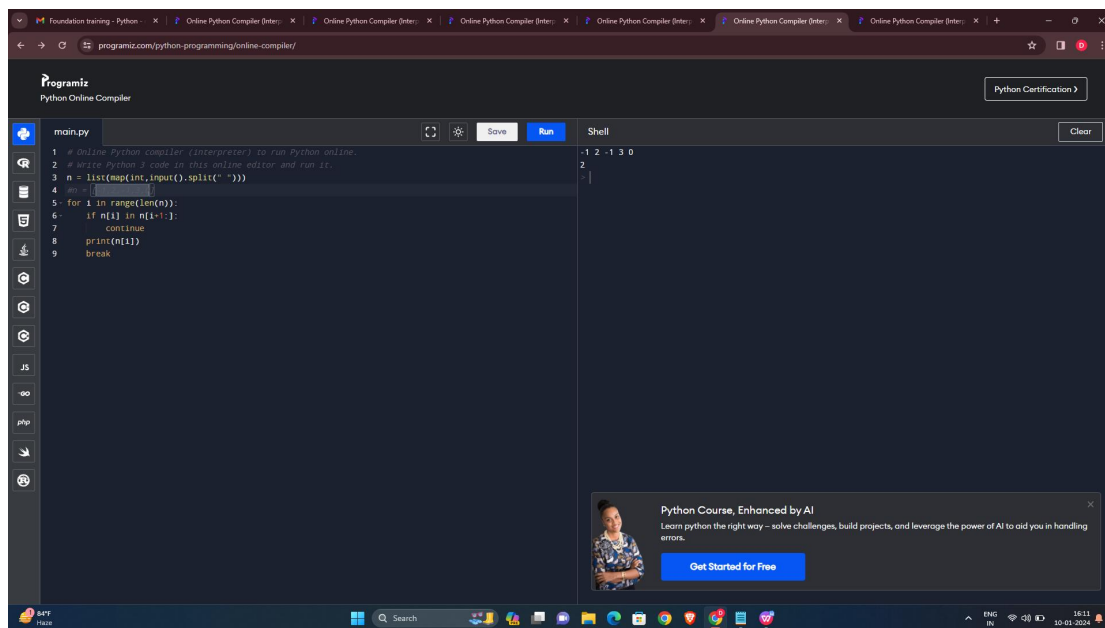 Foundation training - Python -
Online Python Compiler (Interp
Online Python Compiler (Interp
Online Python Compiler (Interp
Online Python Compiler (Interp
Online Python Compiler (Interp
Online Python Compiler (Interp
programiz.com/python-programming/online-compiler/
D
Programiz
Python Online Compiler
Python Certification >
main.py
Save
Run
Shell
Clear
1 # Online Python compiler (interpreter) to run Python online.
2 # Write Python 3 code in this online editor and run it.
3 n = list(map(int,input().split(" ")))
4 #n =
5 for i in range(len(n)):
6 if n[i] in n[i+1:]:
7 continue
8 print(n[i])
9 break
-1 2 -1 3 0
2
>
JS
GO
php
Python Course, Enhanced by AI
Learn python the right way – solve challenges, build projects, and leverage the power of AI to aid you in handling
errors.
Get Started for Free
1
84°F
Haze
Search
ENG
IN
16:11
10-01-2024